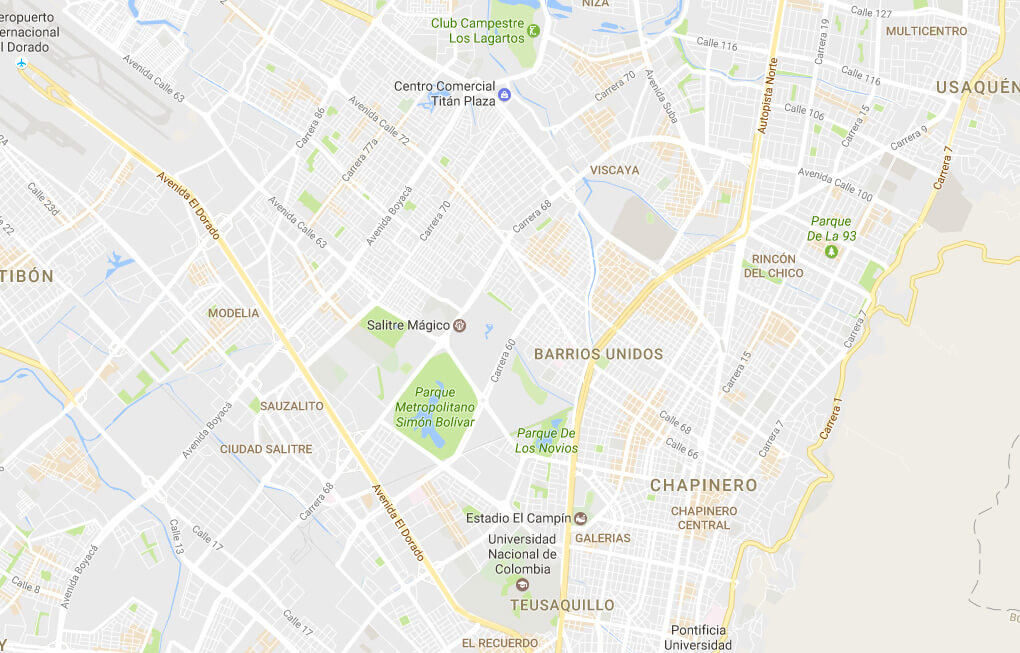 NIZA
Calle 127
Club Campestre
Los Lagartos
Carrera 19
MULTICENTRO
Aeropuerto
Calle 116
Avenida Calle 63
Carrera 70
Avenida Suba
Autopista Norte
Calle 116
USAQUÉN
Centro Comercial
Titán Plaza
Avenida Calle 72
Carrera 86
Calle 106
Carrera 15
Carrera 9
Carrera 77a
VISCAYA
Avenida Calle 100
Carrera 7
Calle 23d
Avenida El Dorado
Avenida Calle 63
Avenida Boyacá
Carrera 70
Carrera 68
Parque
De La 93
RINCÓN
DEL CHICO
TIBÓN
MODELIA
Salitre Mágico
Carrera 60
BARRIOS UNIDOS
Carrera 7
Carrera 15
Parque
Metropolitano
Simón Bolívar
SAUZALITO
Avenida Boyacá
CIUDAD SALITRE
Parque De
Los Novios
Calle 68
Calle 66
Carrera 7
Carrera 1
Carrera 68
Avenida El Dorado
CHAPINERO
CHAPINERO
CENTRAL
Estadio El Campín
GALERIAS
Universidad
Nacional de
Colombia
Calle 13
Calle 17
Avenida Boyacá
Calle 8
TEUSAQUILLO
Calle 17
EL RECUERDO
Pontificia
Universidad